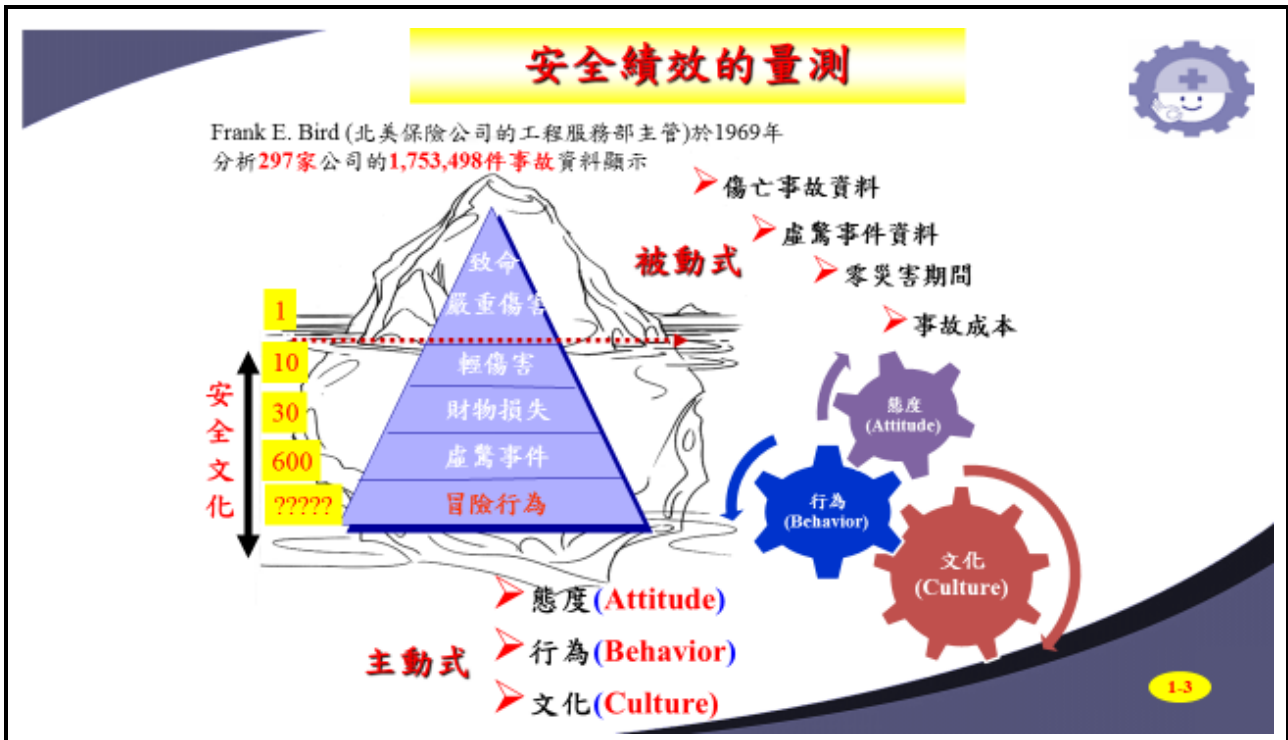 安全績效的量測
Frank E. Bird (北美保險公司的工程服務部主管)於1969年
分析297家公司的1,753,498件事故資料顯示
傷亡事故資料
虛驚事件資料
零災害期間
事故成本
被動式
致命
嚴重傷害
輕傷害
財物損失
虛驚事件
冒險行為
1
10
30
600
?????
安全文化
態度
(Attitude)
行為
(Behavior)
文化
(Culture)
主動式
態度(Attitude)
行為(Behavior)
文化(Culture)
1-3